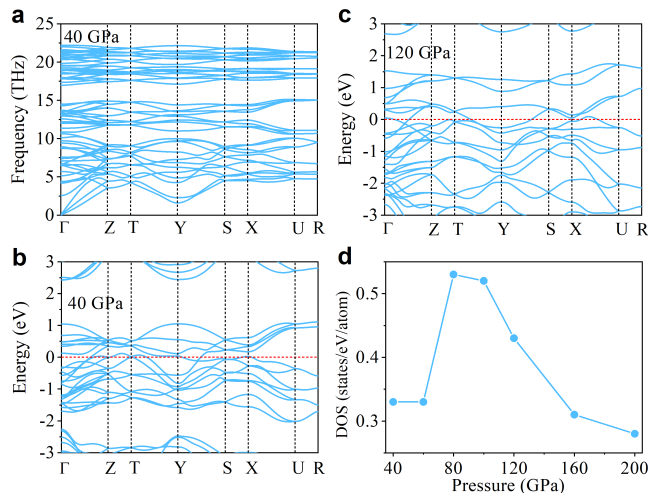 a
40 GPa
Frequency (THz)
25
20
15
10
5
0
Γ Z T Y S X U R
b
40 GPa
Energy (eV)
3
2
1
0
-1
-2
-3
Γ Z T Y S X U R
c
120 GPa
Energy (eV)
3
2
1
0
-1
-2
-3
Γ Z T Y S X U R
d
DOS (states/eV/atom)
0.5
0.4
0.3
40 80 120 160 200
Pressure (GPa)